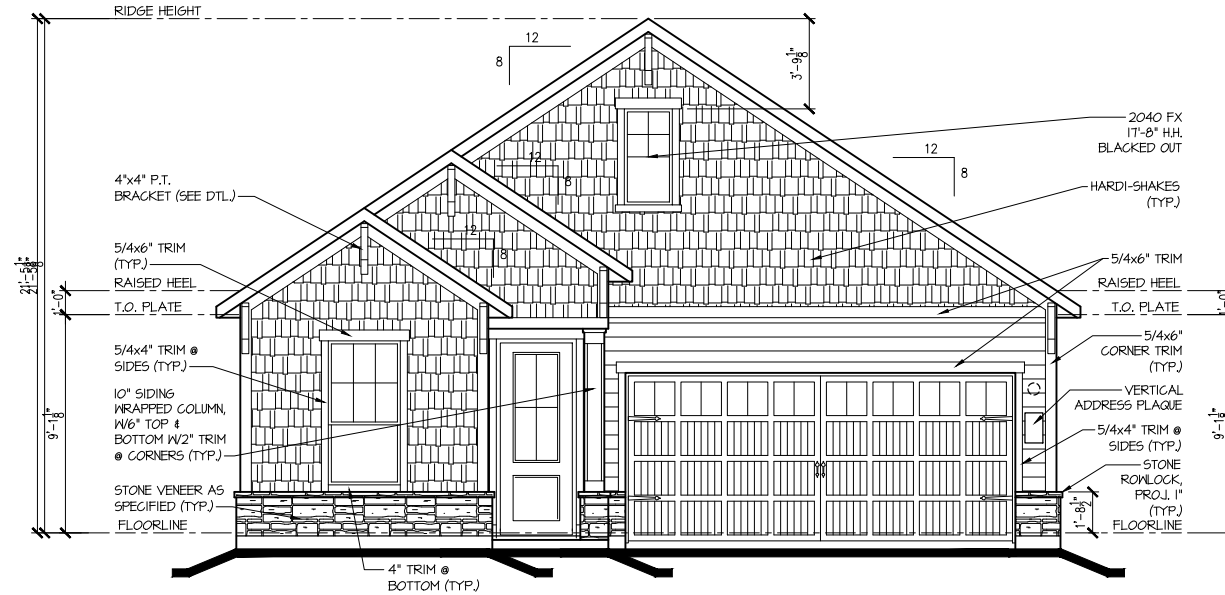 RIDGE HEIGHT
12
8
3'-9 1/8"
2040 FX
17'-8" H.H.
BLACKED OUT
12
8
12
8
4"x4" P.T.
BRACKET (SEE DTL.)
HARDI-SHAKES
(TYP.)
12
8
5/4x6" TRIM
(TYP.)
5/4x6" TRIM
RAISED HEEL
RAISED HEEL
1'-0"
1'-0"
T.O. PLATE
T.O. PLATE
5/4x4" TRIM @
SIDES (TYP.)
5/4x6"
CORNER TRIM
(TYP.)
10" SIDING
WRAPPED COLUMN,
W/6" TOP &
BOTTOM W/2" TRIM
@ CORNERS (TYP.)
VERTICAL
ADDRESS PLAQUE
9'-1 1/8"
9'-1 1/8"
5/4x4" TRIM @
SIDES (TYP.)
STONE VENEER AS
SPECIFIED (TYP.)
STONE
ROWLOCK,
PROJ. 1"
(TYP.)
1'-8 1/2"
FLOORLINE
FLOORLINE
4" TRIM @
BOTTOM (TYP.)